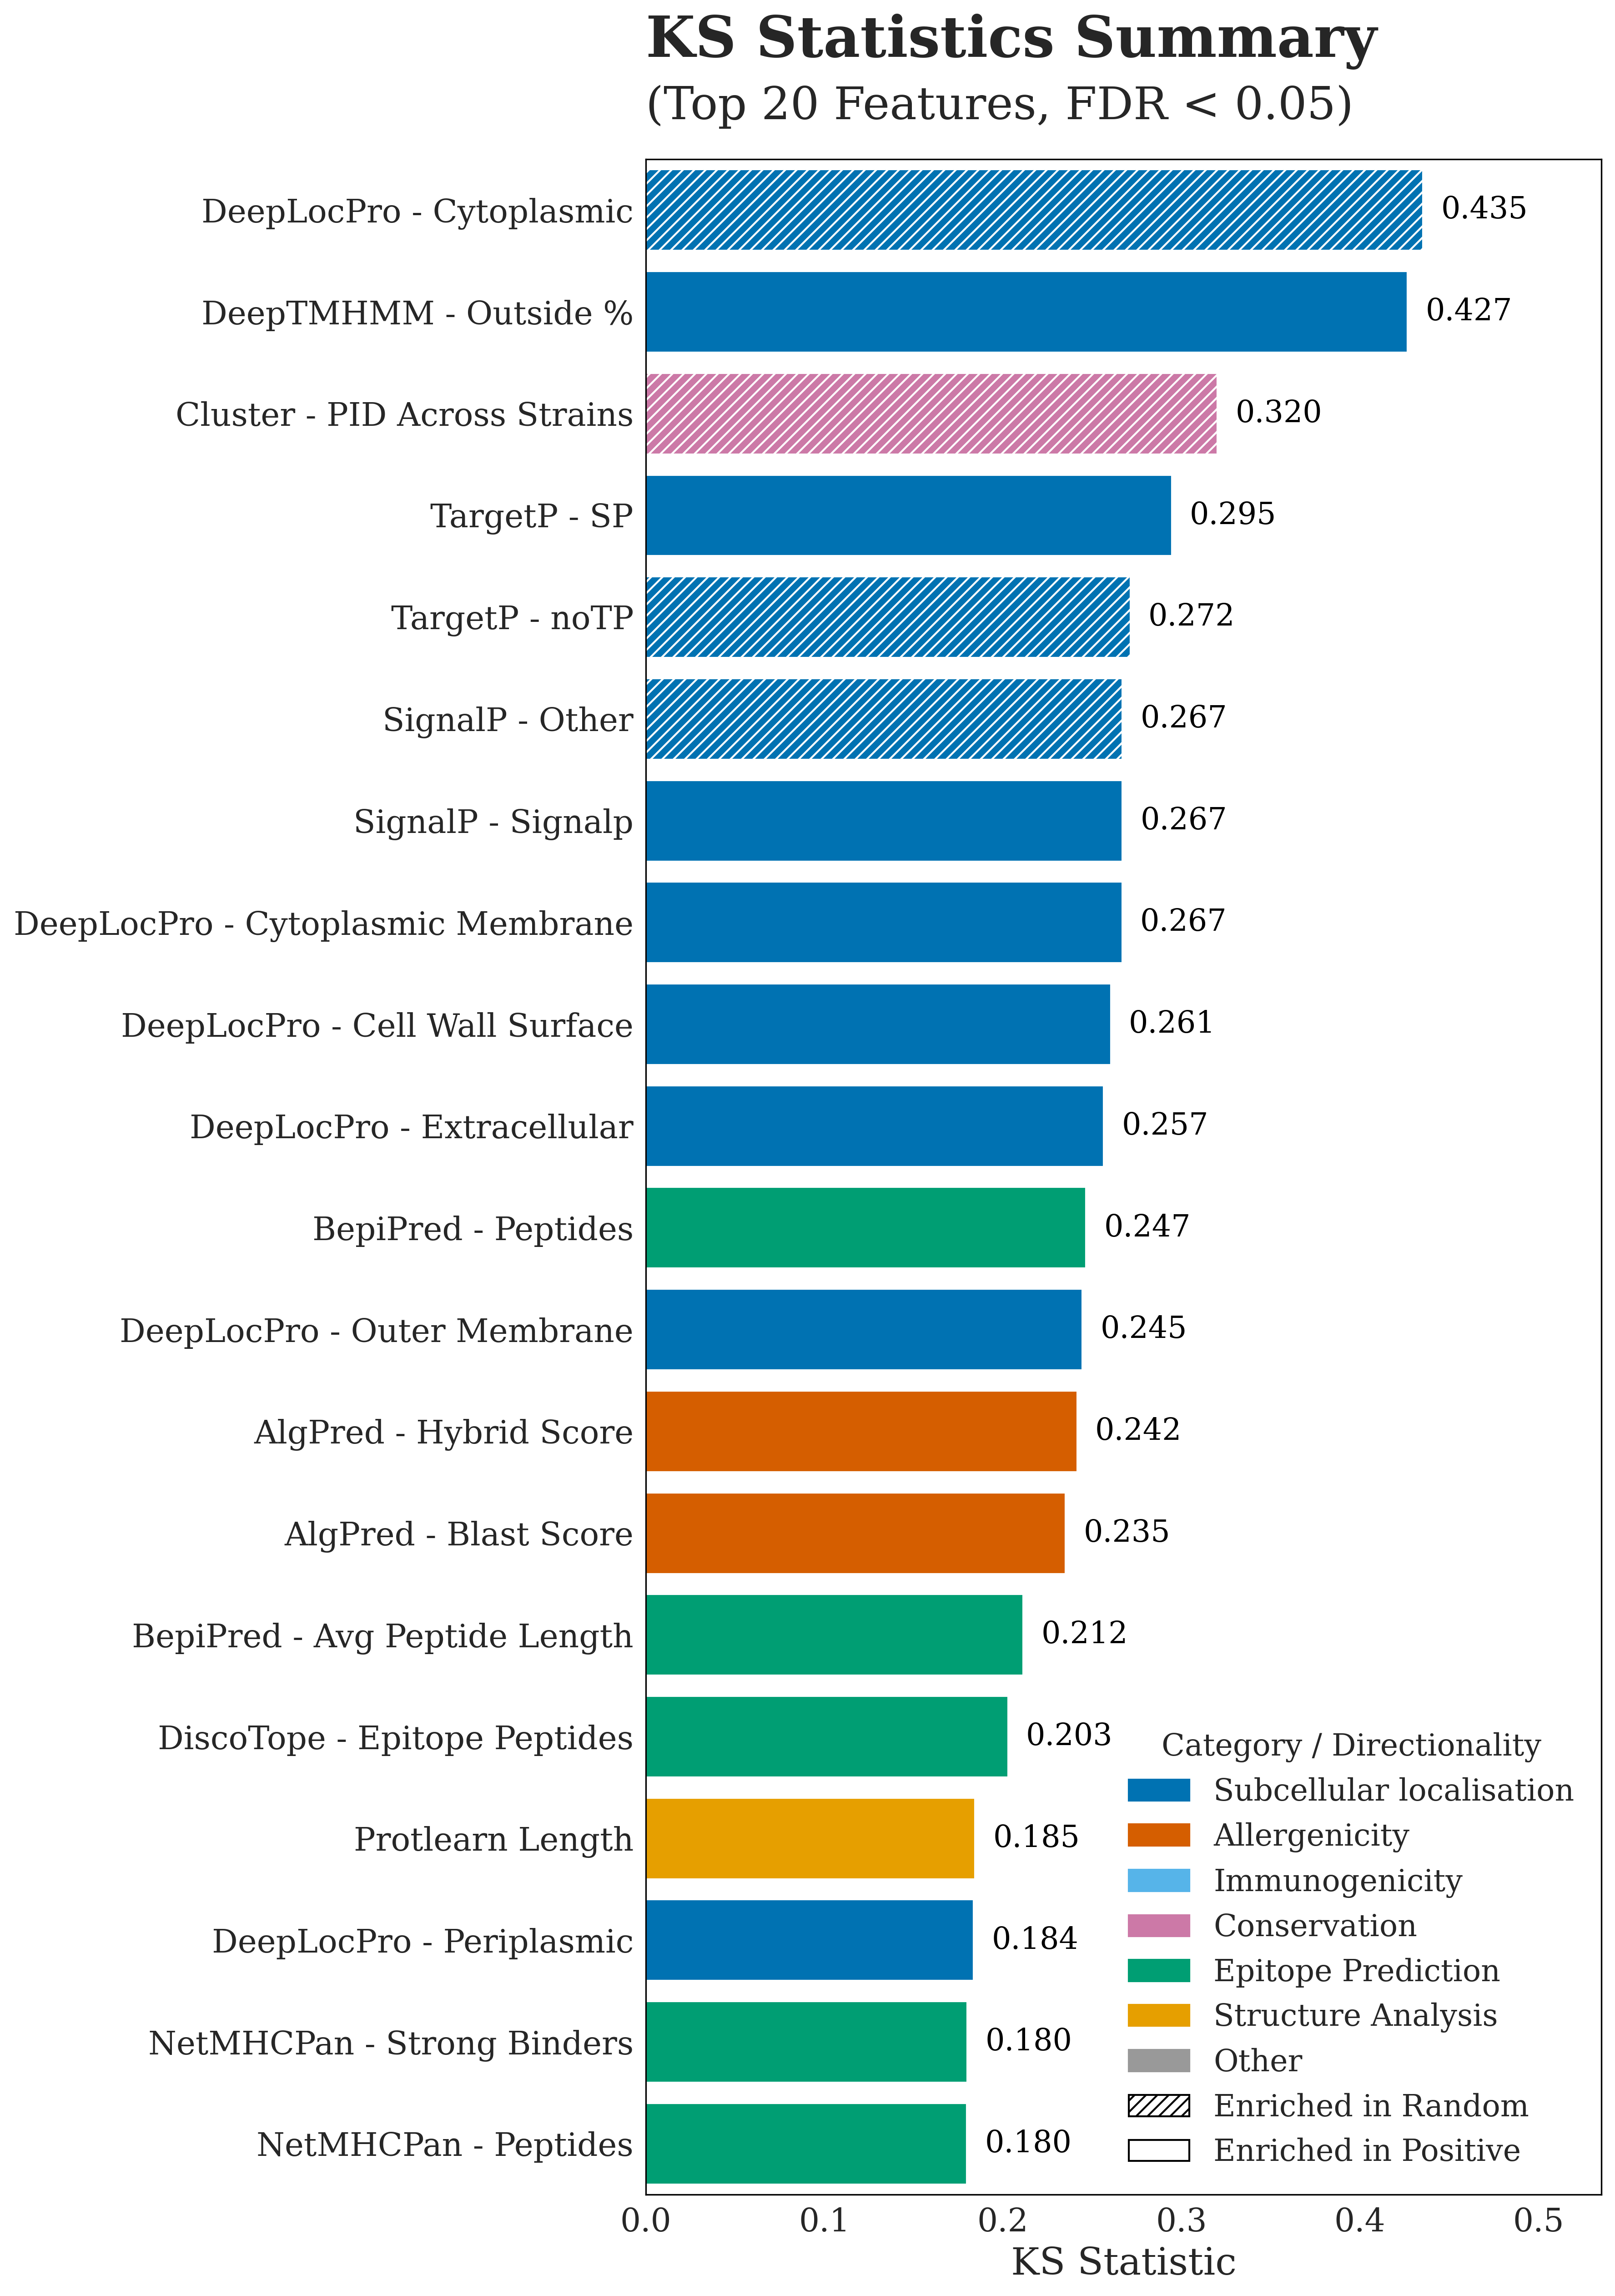 KS Statistics Summary
(Top 20 Features, FDR < 0.05)
DeepLocPro - Cytoplasmic 0.435
DeepTMHMM - Outside % 0.427
Cluster - PID Across Strains 0.320
TargetP - SP 0.295
TargetP - noTP 0.272
SignalP - Other 0.267
SignalP - Signalp 0.267
DeepLocPro - Cytoplasmic Membrane 0.267
DeepLocPro - Cell Wall Surface 0.261
DeepLocPro - Extracellular 0.257
BepiPred - Peptides 0.247
DeepLocPro - Outer Membrane 0.245
AlgPred - Hybrid Score 0.242
AlgPred - Blast Score 0.235
BepiPred - Avg Peptide Length 0.212
DiscoTope - Epitope Peptides 0.203
Protlearn Length 0.185
DeepLocPro - Periplasmic 0.184
NetMHCPan - Strong Binders 0.180
NetMHCPan - Peptides 0.180
Category / Directionality
Subcellular localisation
Allergenicity
Immunogenicity
Conservation
Epitope Prediction
Structure Analysis
Other
Enriched in Random
Enriched in Positive
0.0 0.1 0.2 0.3 0.4 0.5
KS Statistic